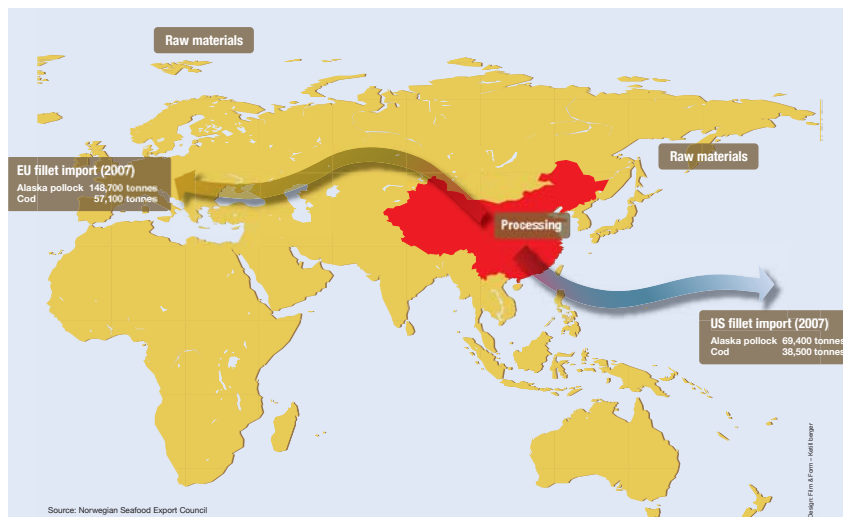 Raw materials
Raw materials
EU fillet import (2007)
Alaska pollock 148,700 tonnes
Cod 57,100 tonnes
Processing
US fillet import (2007)
Alaska pollock 69,400 tonnes
Cod 38,500 tonnes
Source: Norwegian Seafood Export Council
Design: Film & Form – Ketill berger